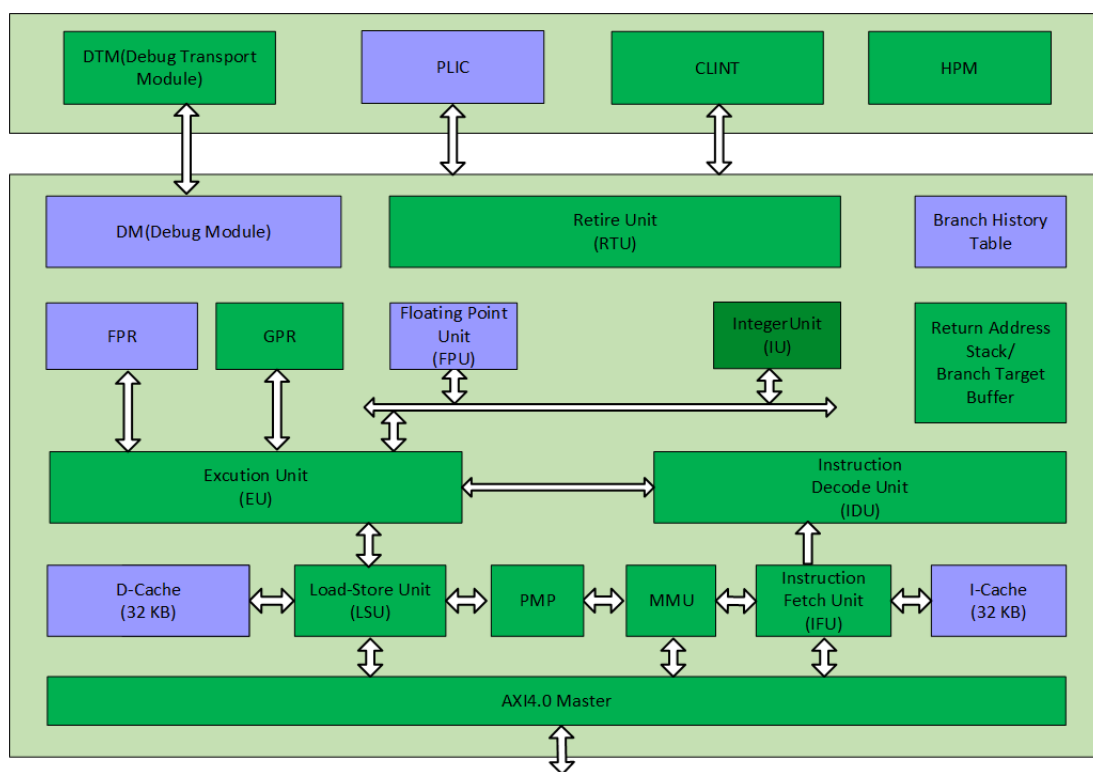 DTM(Debug Transport
Module)
PLIC
CLINT
HPM
DM(Debug Module)
Retire Unit
(RTU)
Branch History
Table
FPR
GPR
Floating Point
Unit
(FPU)
IntegerUnit
(IU)
Return Address
Stack/
Branch Target
Buffer
Excution Unit
(EU)
Instruction
Decode Unit
(IDU)
D-Cache
(32 KB)
Load-Store Unit
(LSU)
PMP
MMU
Instruction
Fetch Unit
(IFU)
I-Cache
(32 KB)
AXI4.0 Master